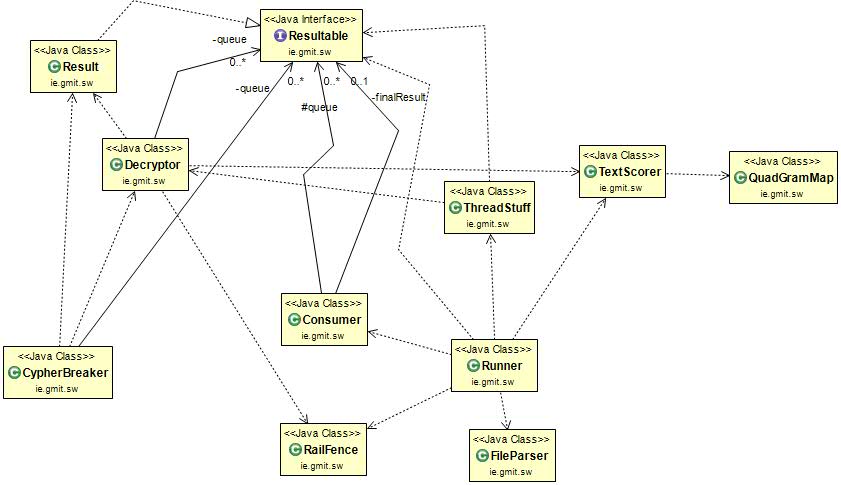 <<Java Interface>>
I Resultable
ie.gmit.sw
<<Java Class>>
C Result
ie.gmit.sw
-queue
0..*
-queue
0..*
#queue
0..*
0..1
-finalResult
<<Java Class>>
C Decryptor
ie.gmit.sw
<<Java Class>>
C TextScorer
ie.gmit.sw
<<Java Class>>
C QuadGramMap
ie.gmit.sw
<<Java Class>>
C ThreadStuff
ie.gmit.sw
<<Java Class>>
C Consumer
ie.gmit.sw
<<Java Class>>
C CypherBreaker
ie.gmit.sw
<<Java Class>>
C Runner
ie.gmit.sw
<<Java Class>>
C RailFence
ie.gmit.sw
<<Java Class>>
C FileParser
ie.gmit.sw